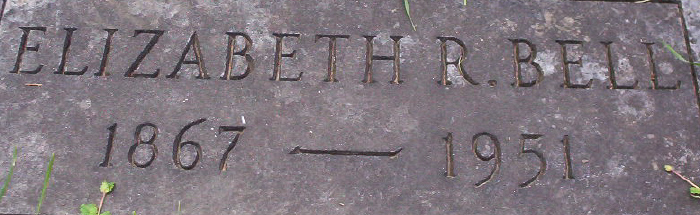 ELIZABETH R. BELL
1867 — 1951